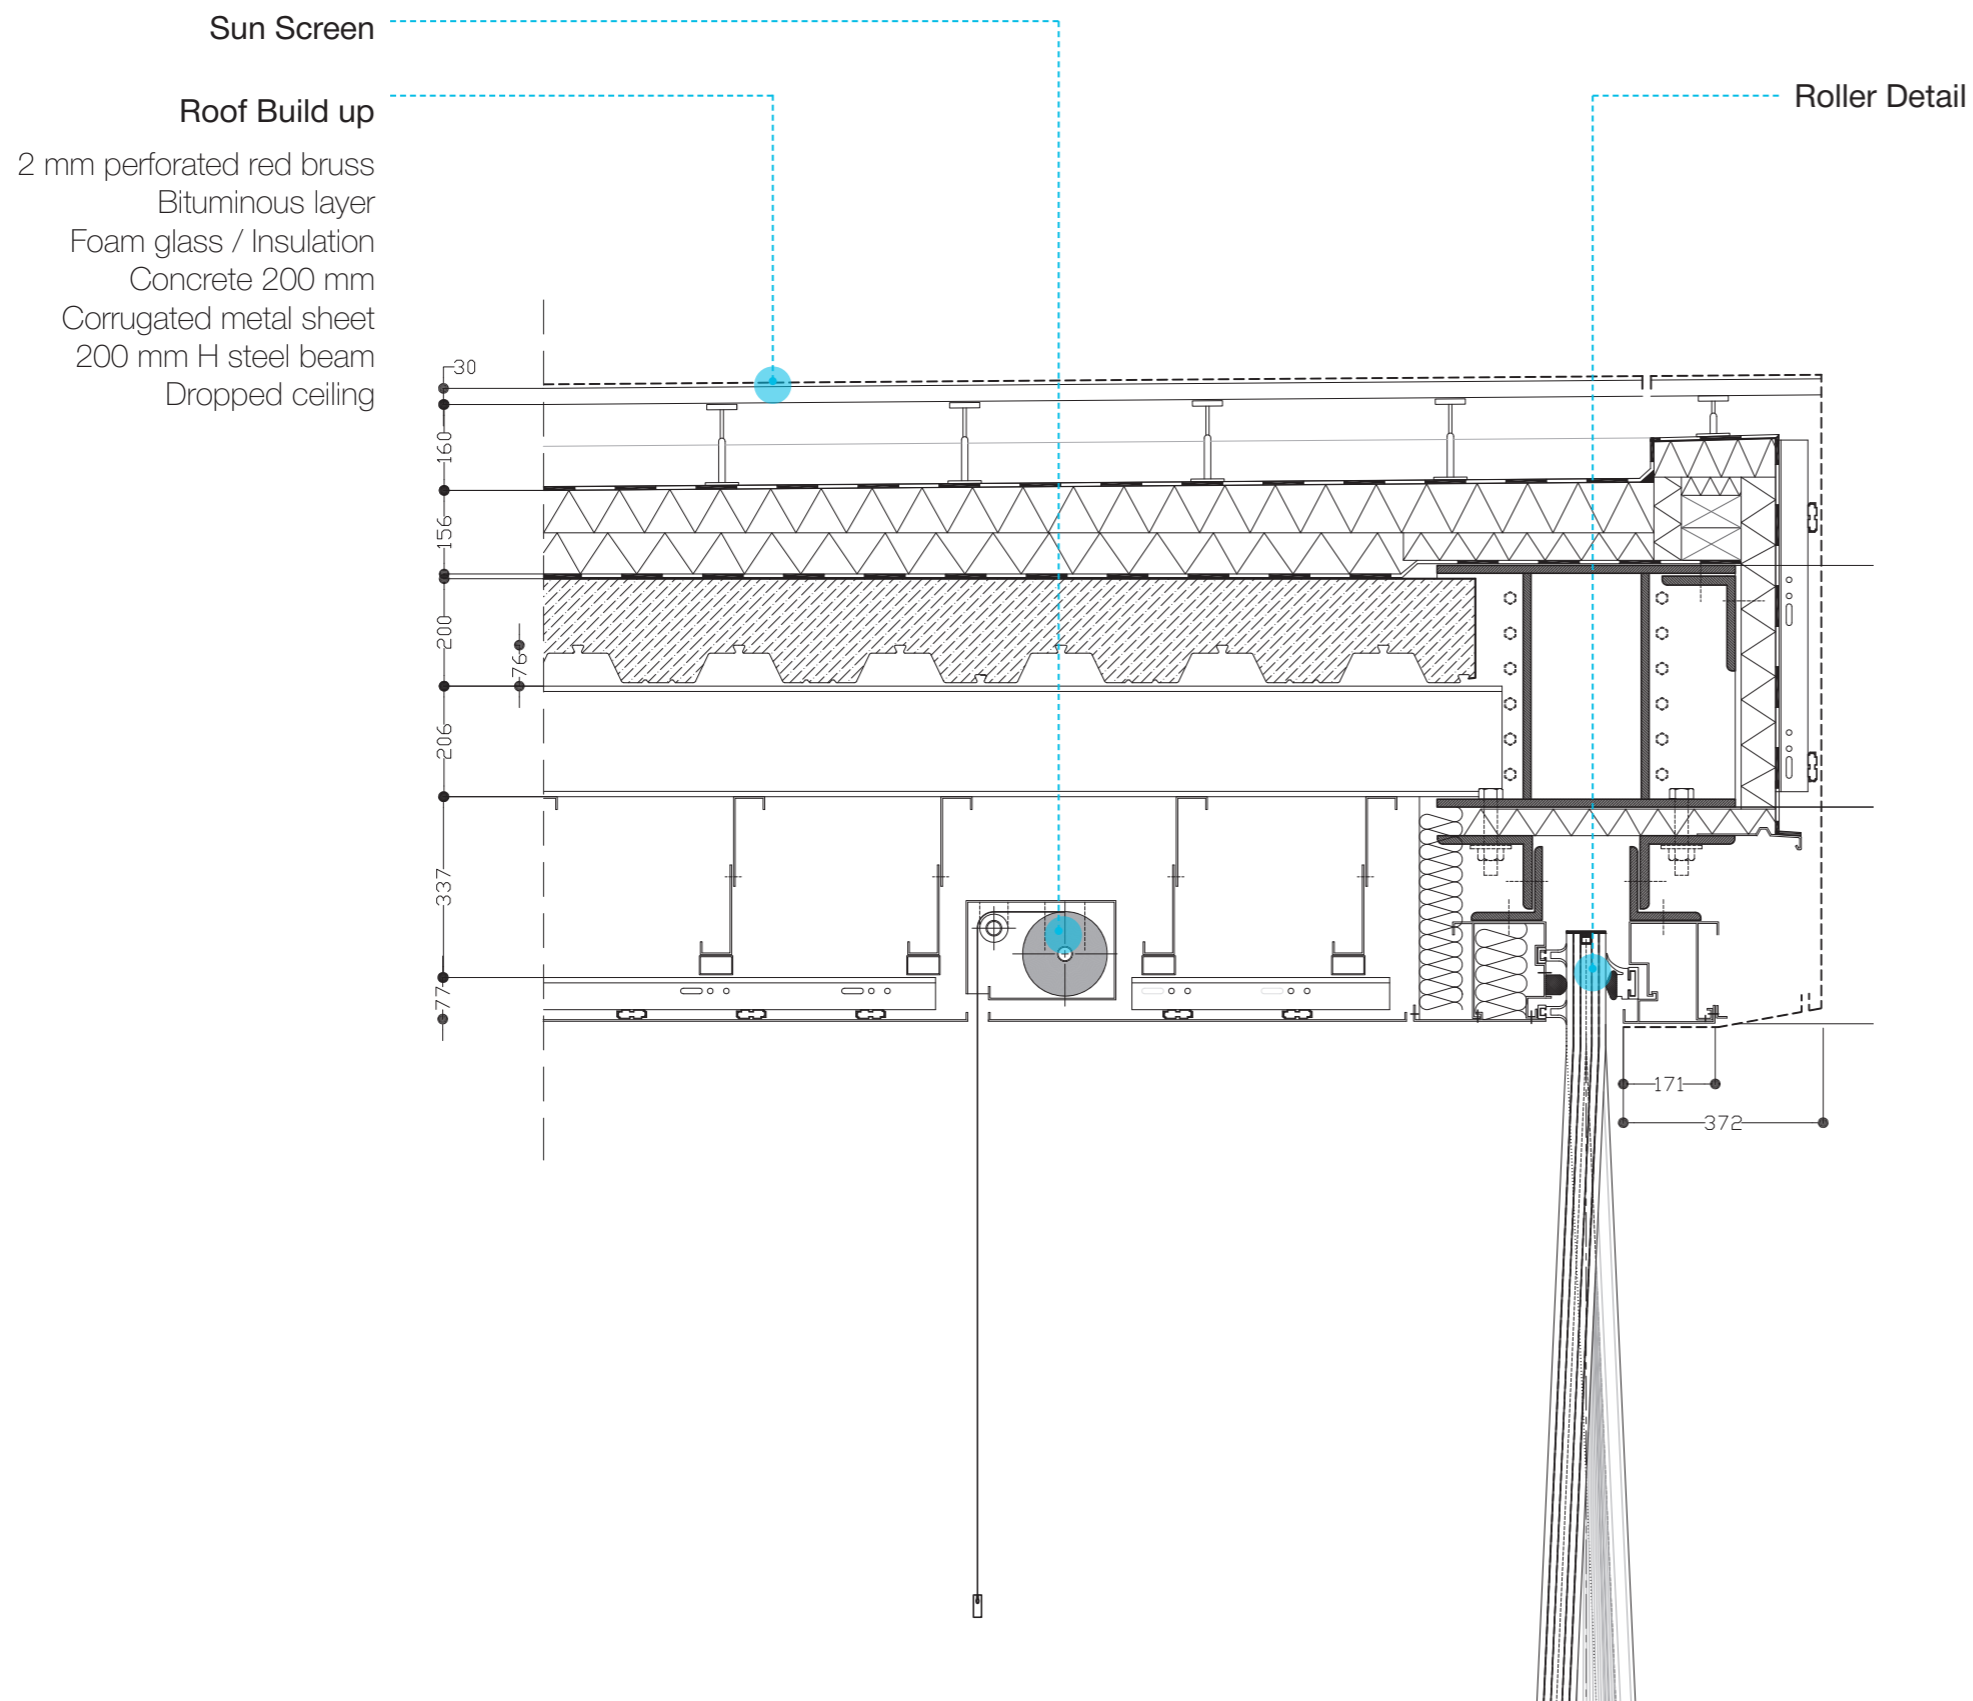 Sun Screen
Roof Build up
2 mm perforated red bruss
Bituminous layer
Foam glass / Insulation
Concrete 200 mm
Corrugated metal sheet
200 mm H steel beam
Dropped ceiling
Roller Detail
30
160
156
200
76
206
337
77
171
372